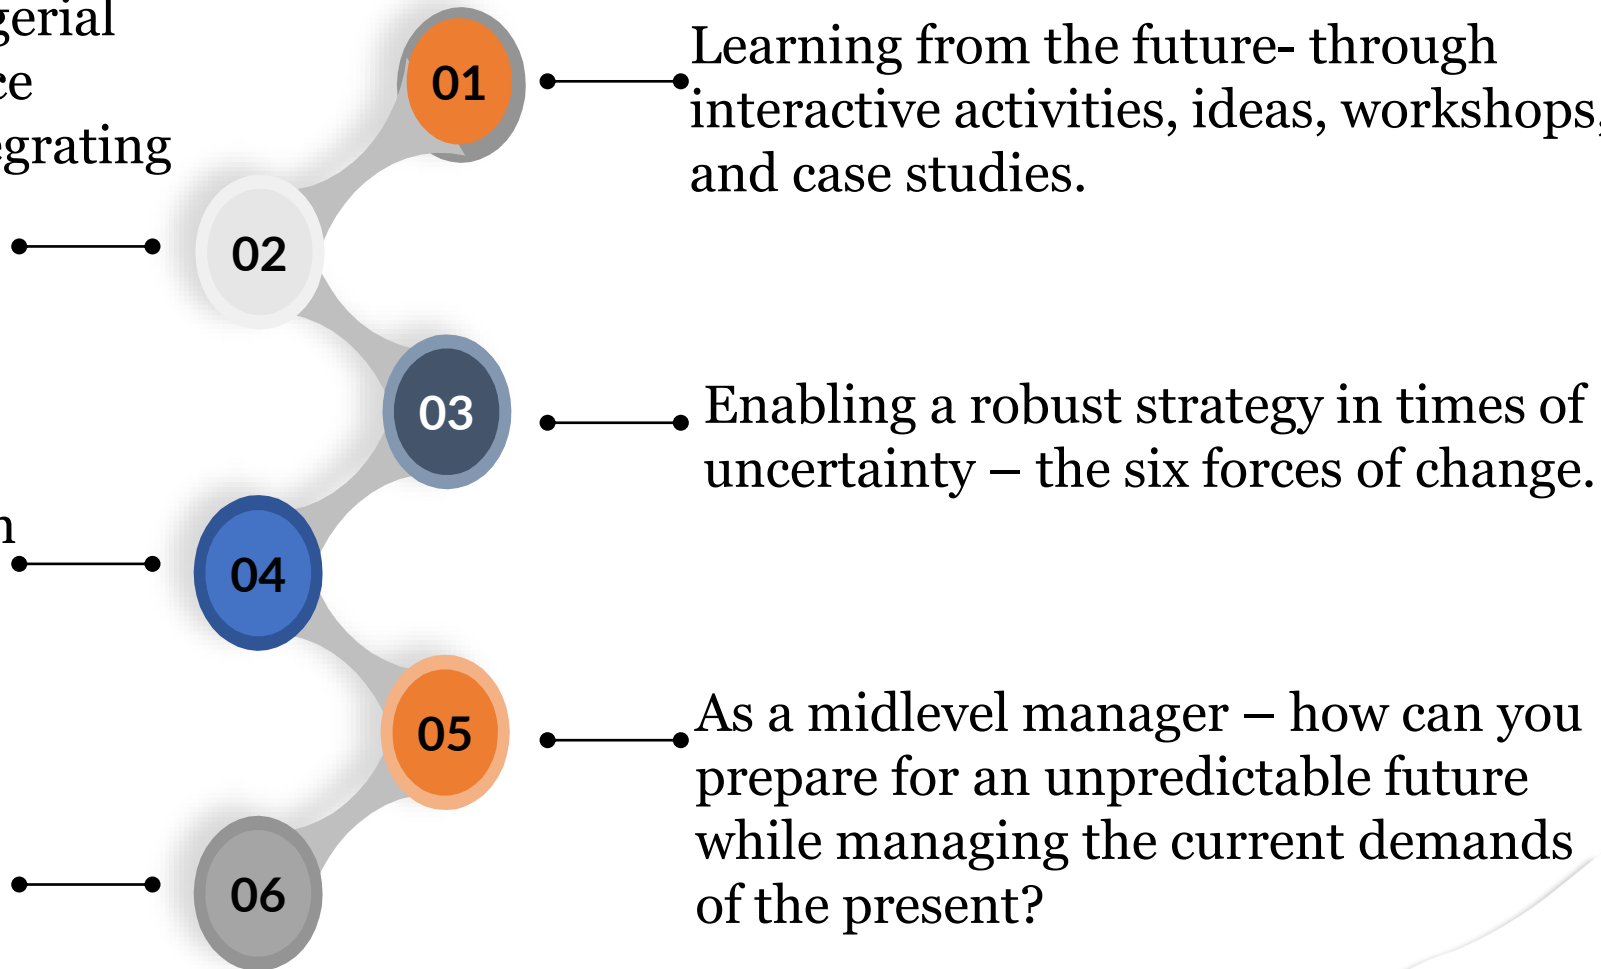 01
Learning from the future- through
interactive activities, ideas, workshops,
and case studies.
02
03
Enabling a robust strategy in times of
uncertainty – the six forces of change.
04
05
As a midlevel manager – how can you
prepare for an unpredictable future
while managing the current demands
of the present?
06